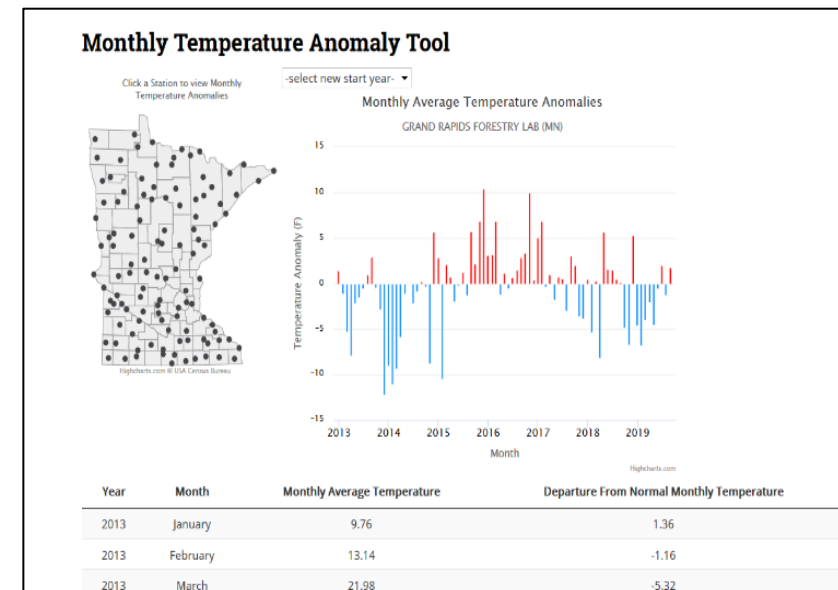 Monthly Temperature Anomaly Tool
Click a Station to view Monthly
Temperature Anomalies
-select new start year-
Monthly Average Temperature Anomalies
GRAND RAPIDS FORESTRY LAB (MN)
Temperature Anomaly (F)
15
10
5
0
-5
-10
-15
2013 2014 2015 2016 2017 2018 2019
Month
Highcharts.com © USA Census Bureau
Highcharts.com
Year Month Monthly Average Temperature Departure From Normal Monthly Temperature
2013 January 9.76 1.36
2013 February 13.14 -1.16
2013 March 21.98 -5.32